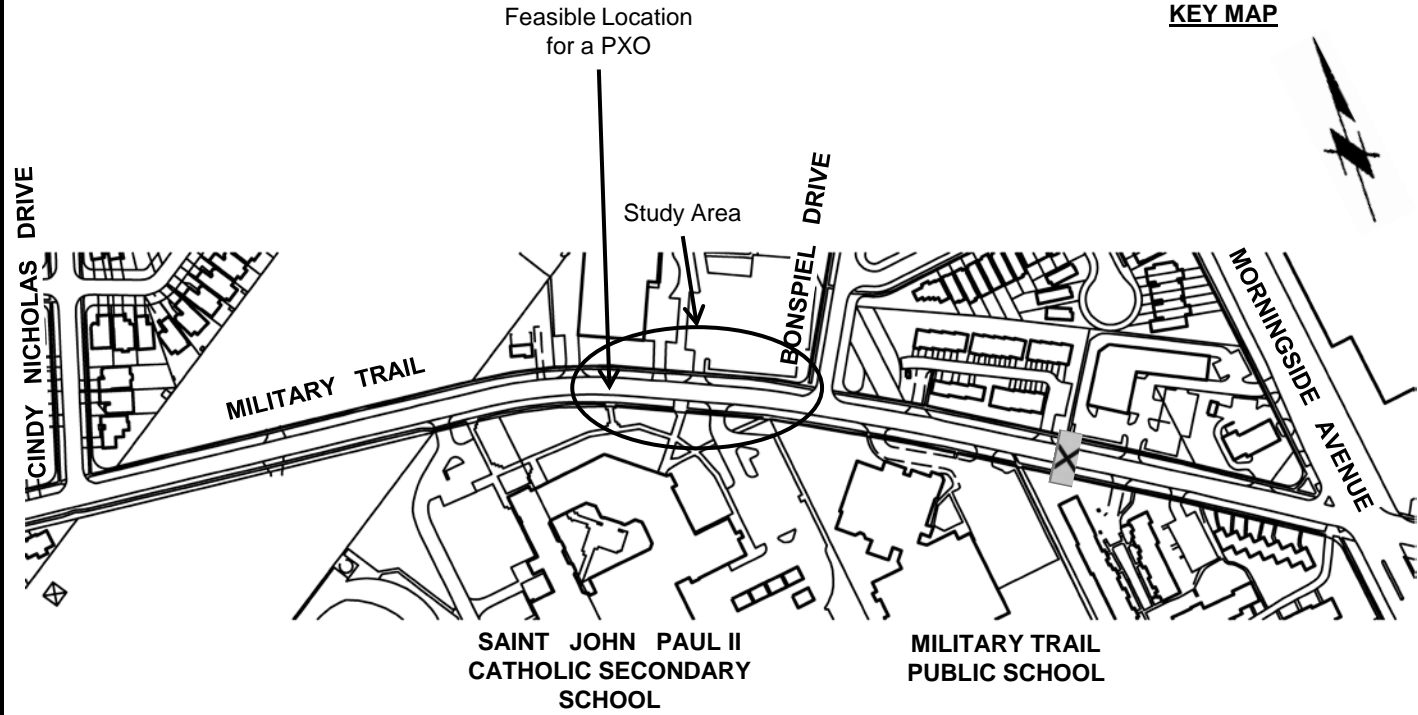 Feasible Location
for a PXO
KEY MAP
Study Area
CINDY NICHOLAS DRIVE
MILITARY TRAIL
BONSPIEL DRIVE
MORNINGSIDE AVENUE
SAINT JOHN PAUL II
CATHOLIC SECONDARY
SCHOOL
MILITARY TRAIL
PUBLIC SCHOOL